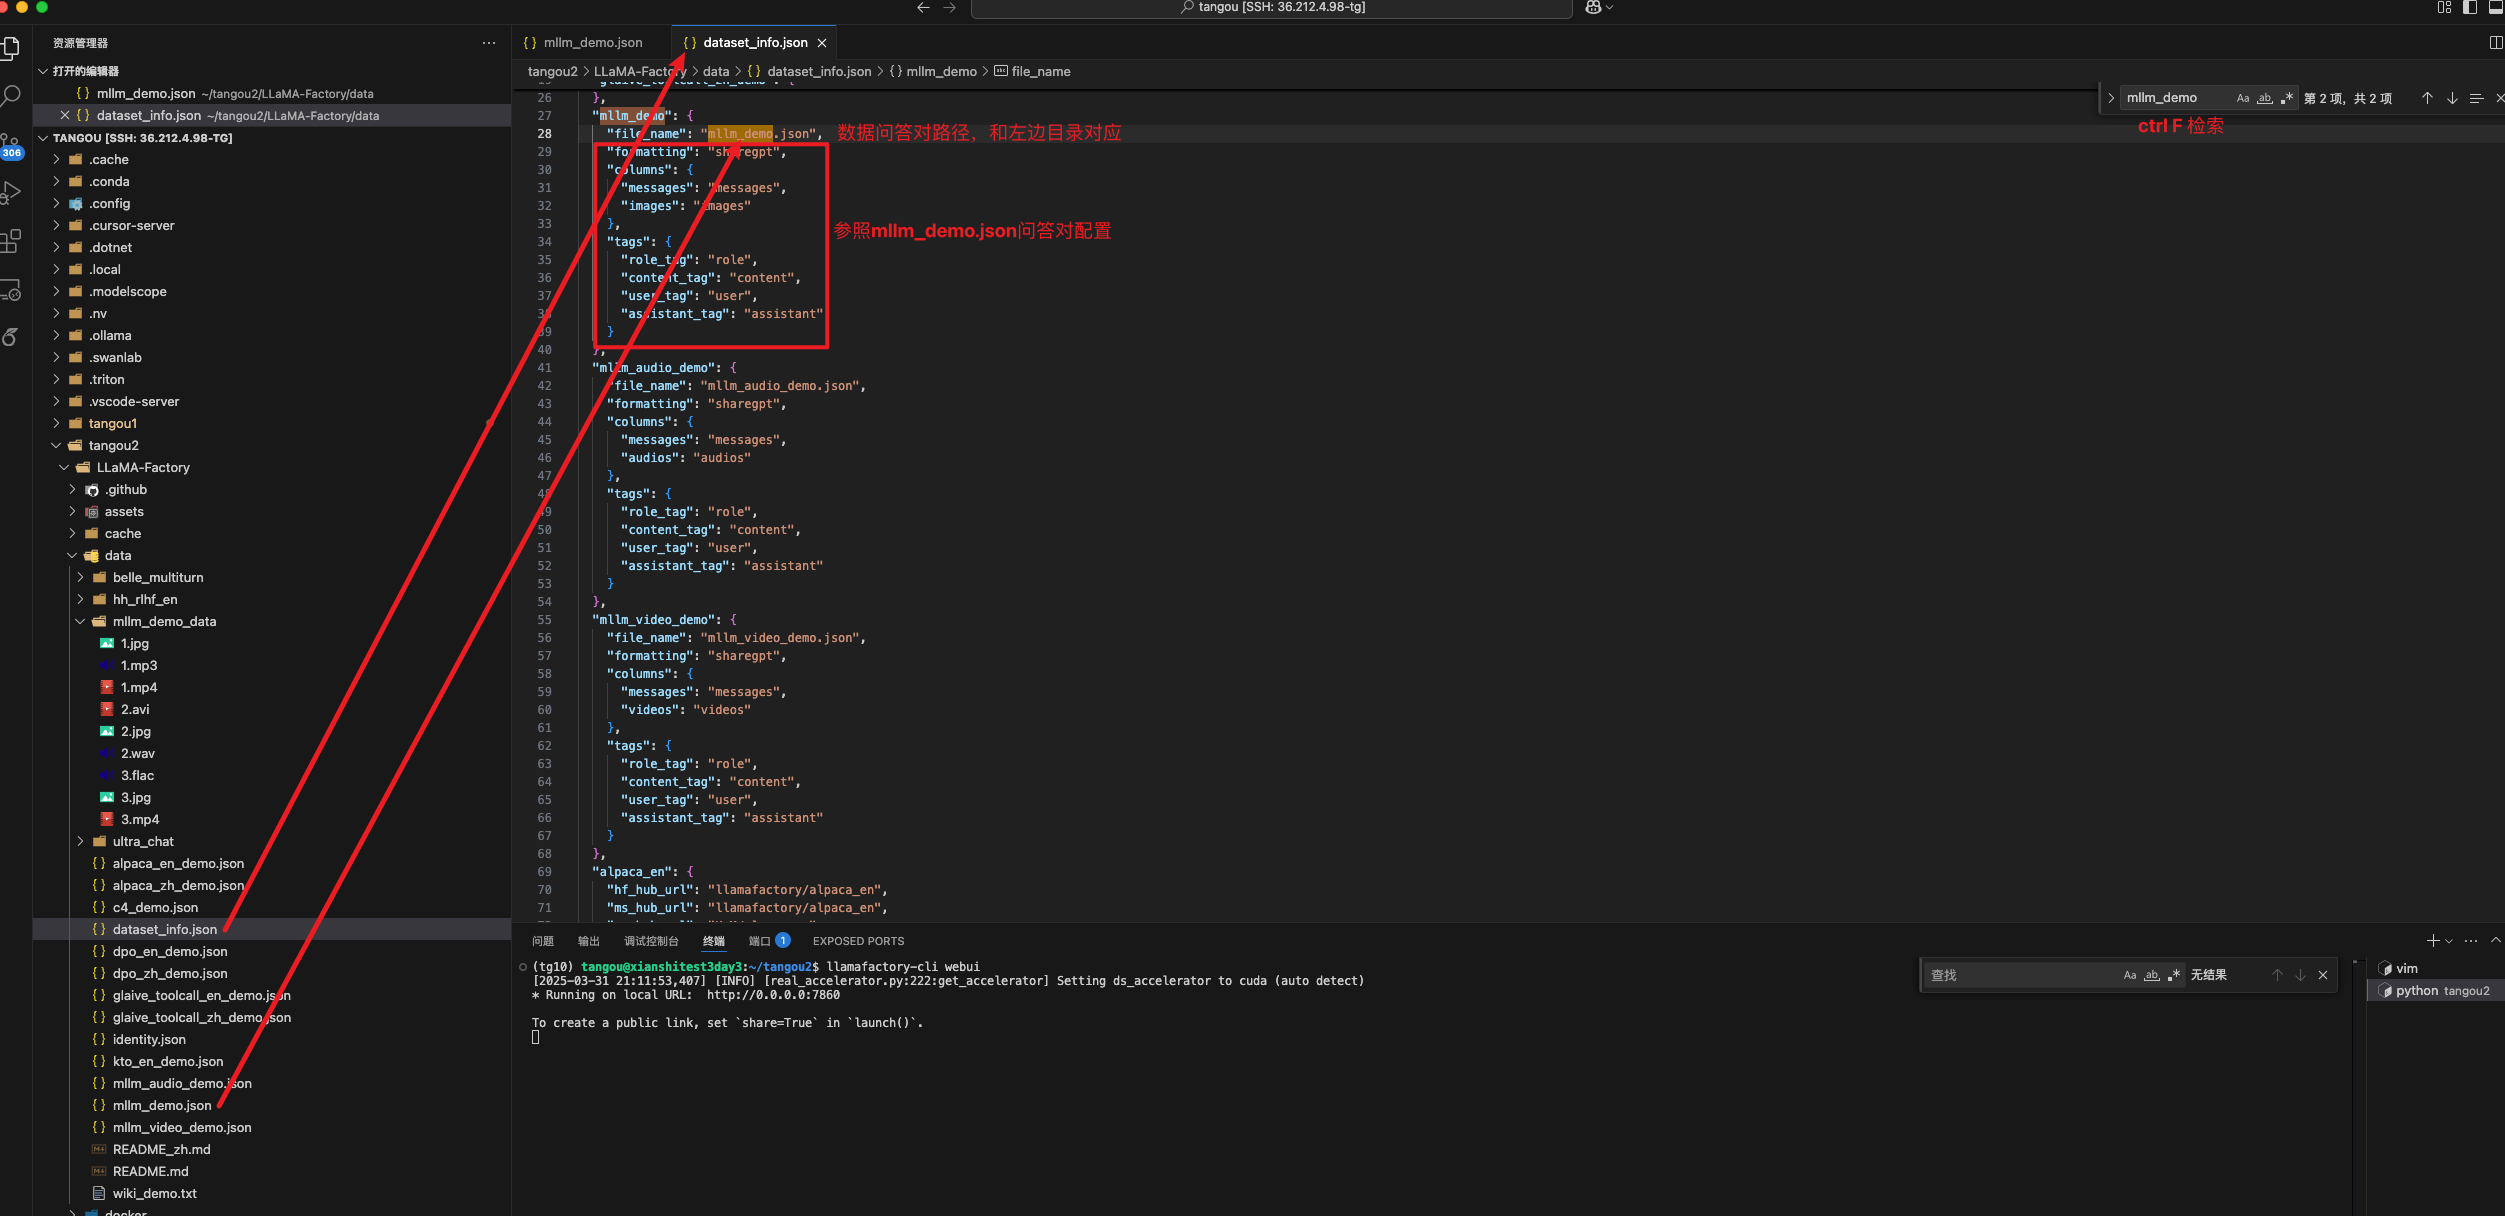 tangou [SSH: 36.212.4.98-tg]
资源管理器
打开的编辑器
mllm_demo.json ~/tangou2/LLaMA-Factory/data
dataset_info.json ~/tangou2/LLaMA-Factory/data
TANGOU [SSH: 36.212.4.98-TG]
306
.cache
.conda
.config
.cursor-server
.dotnet
.local
.modelscope
.nv
.ollama
.swanlab
.triton
.vscode-server
tangou1
tangou2
LLaMA-Factory
.github
assets
cache
data
belle_multiturn
hh_rlhf_en
mllm_demo_data
1.jpg
1.mp3
1.mp4
2.avi
2.jpg
2.wav
3.flac
3.jpg
3.mp4
ultra_chat
alpaca_en_demo.json
alpaca_zh_demo.json
c4_demo.json
dataset_info.json
dpo_en_demo.json
dpo_zh_demo.json
glaive_toolcall_en_demo.json
glaive_toolcall_zh_demo.json
identity.json
kto_en_demo.json
mllm_audio_demo.json
mllm_demo.json
mllm_video_demo.json
README_zh.md
README.md
wiki_demo.txt
docker
mllm_demo.json
dataset_info.json
tangou2 > LLaMA-Factory > data > {} dataset_info.json > {} mllm_demo > file_name
mllm_demo Aa ab .* 第 2 项，共 2 项
ctrl F 检索
26 },
27 "mllm_demo": {
28 "file_name": "mllm_demo.json", 数据问答对路径，和左边目录对应
29 "formatting": "sharegpt",
30 "columns": {
31 "messages": "messages",
32 "images": "images"
33 },
参照mllm_demo.json问答对配置
34 "tags": {
35 "role_tag": "role",
36 "content_tag": "content",
37 "user_tag": "user",
38 "assistant_tag": "assistant"
39 }
40 },
41 "mllm_audio_demo": {
42 "file_name": "mllm_audio_demo.json",
43 "formatting": "sharegpt",
44 "columns": {
45 "messages": "messages",
46 "audios": "audios"
47 },
48 "tags": {
49 "role_tag": "role",
50 "content_tag": "content",
51 "user_tag": "user",
52 "assistant_tag": "assistant"
53 }
54 },
55 "mllm_video_demo": {
56 "file_name": "mllm_video_demo.json",
57 "formatting": "sharegpt",
58 "columns": {
59 "messages": "messages",
60 "videos": "videos"
61 },
62 "tags": {
63 "role_tag": "role",
64 "content_tag": "content",
65 "user_tag": "user",
66 "assistant_tag": "assistant"
67 }
68 },
69 "alpaca_en": {
70 "hf_hub_url": "llamafactory/alpaca_en",
71 "ms_hub_url": "llamafactory/alpaca_en",
问题 输出 调试控制台 终端 端口 1 EXPOSED PORTS
(tg10) tangou@xianshitest3day3:~/tangou2$ llamafactory-cli webui
[2025-03-31 21:11:53,407] [INFO] [real_accelerator.py:222:get_accelerator] Setting ds_accelerator to cuda (auto detect)
* Running on local URL: http://0.0.0.0:7860
To create a public link, set `share=True` in `launch()`.
查找 Aa ab .* 无结果
vim
python tangou2